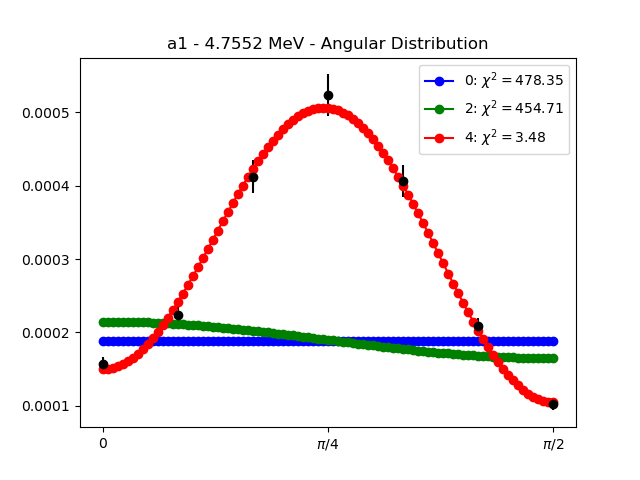 a1 - 4.7552 MeV - Angular Distribution
0: χ² = 478.35
2: χ² = 454.71
4: χ² = 3.48
0.0005
0.0004
0.0003
0.0002
0.0001
0 π/4 π/2